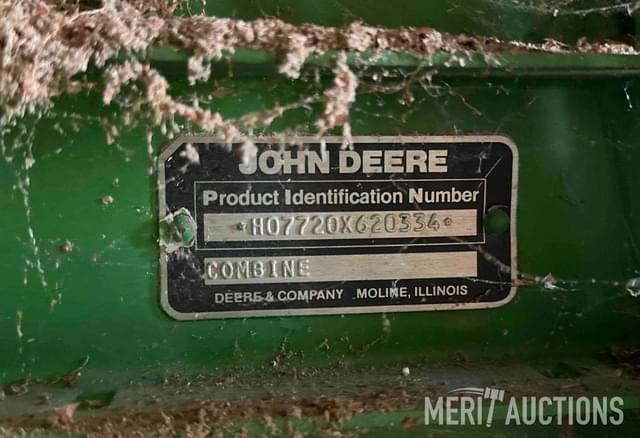 JOHN DEERE
Product Identification Number
*H07720X620334*
COMBINE
DEERE & COMPANY MOLINE, ILLINOIS
MERIT AUCTIONS